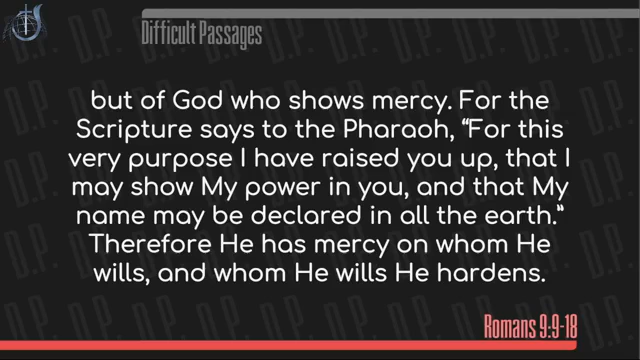 Difficult Passages
but of God who shows mercy. For the
Scripture says to the Pharaoh, “For this
very purpose I have raised you up, that I
may show My power in you, and that My
name may be declared in all the earth.”
Therefore He has mercy on whom He
wills, and whom He wills He hardens.
Romans 9:9-18